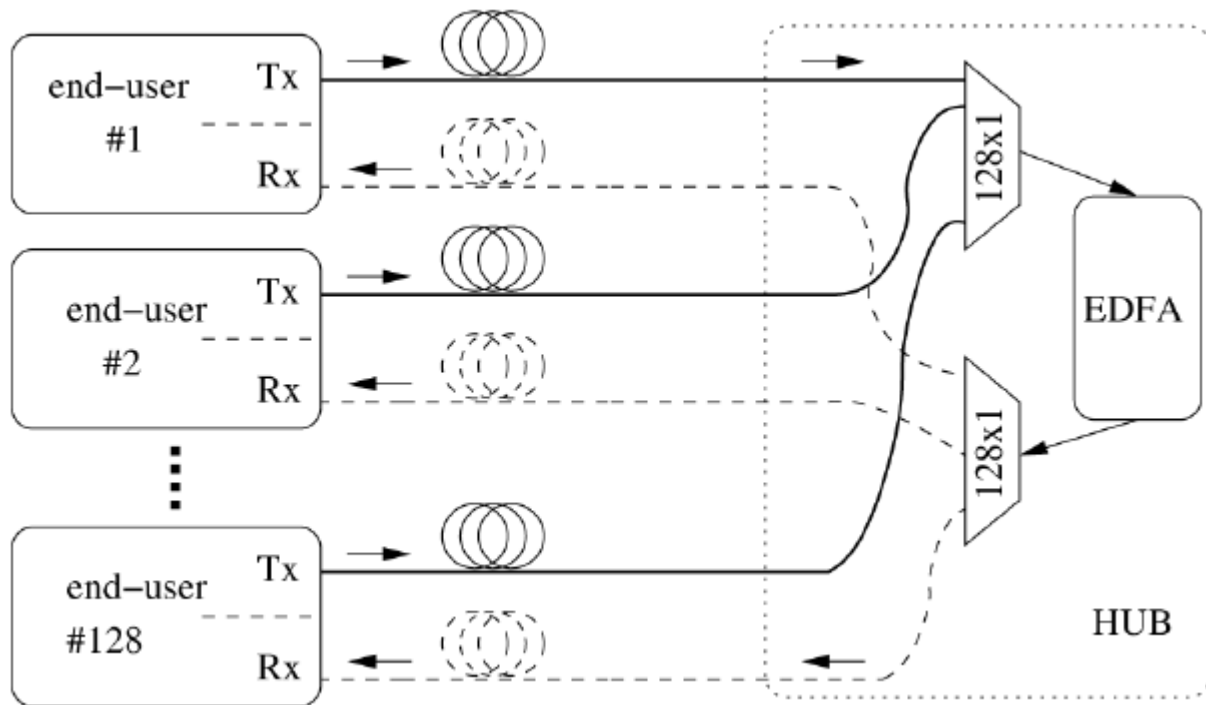 end-user
#1
Tx
Rx
128x1
end-user
#2
Tx
Rx
EDFA
128x1
end-user
#128
Tx
Rx
HUB